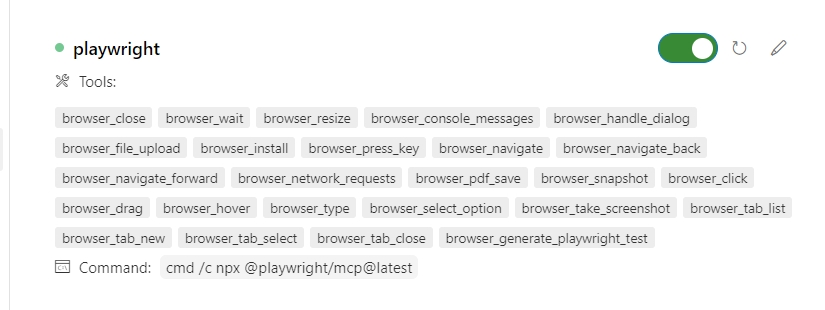 playwright
Tools:
browser_close browser_wait browser_resize browser_console_messages browser_handle_dialog
browser_file_upload browser_install browser_press_key browser_navigate browser_navigate_back
browser_navigate_forward browser_network_requests browser_pdf_save browser_snapshot browser_click
browser_drag browser_hover browser_type browser_select_option browser_take_screenshot browser_tab_list
browser_tab_new browser_tab_select browser_tab_close browser_generate_playwright_test
Command: cmd /c npx @playwright/mcp@latest